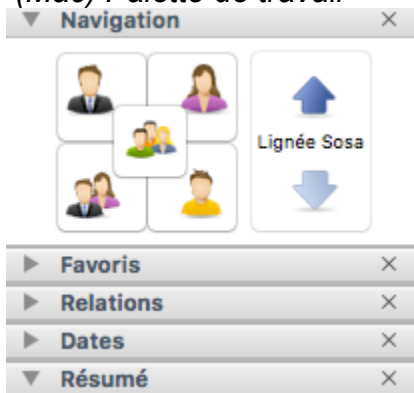 (Mac) Palette de travail
Navigation
Lignée Sosa
Favoris
Relations
Dates
Résumé